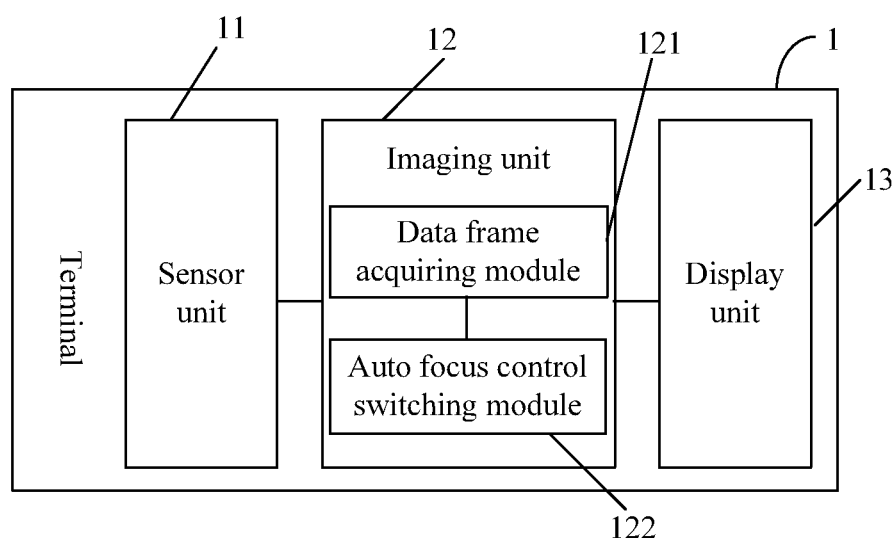 11
12
121
1
Imaging unit
13
Data frame
acquiring module
Terminal
Sensor
unit
Display
unit
Auto focus control
switching module
122